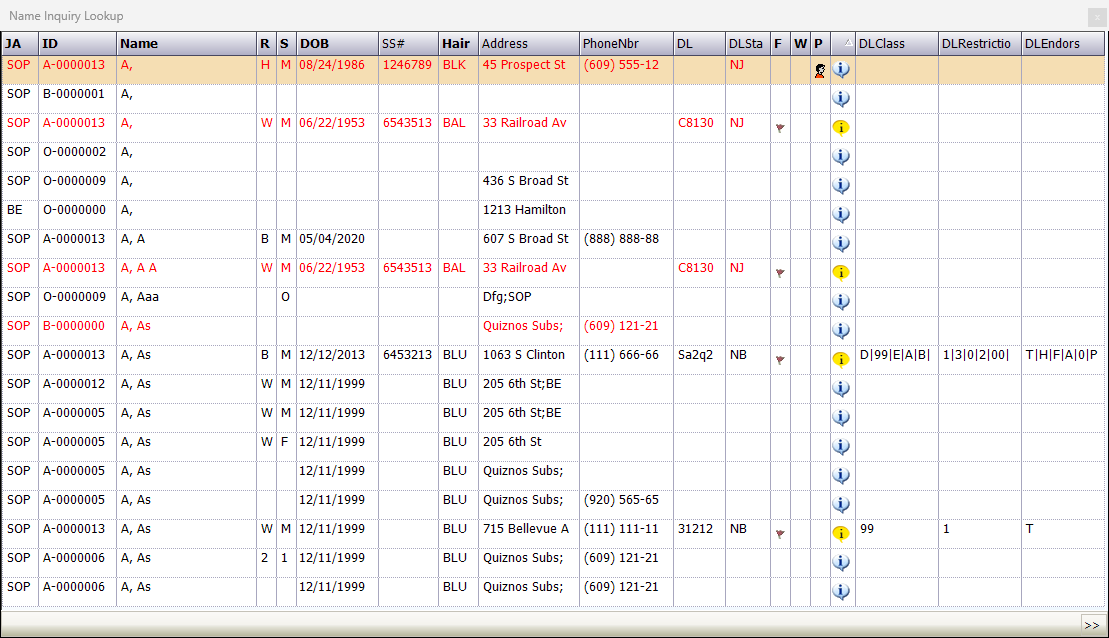 Name Inquiry Lookup
x
JA ID Name R S DOB SS# Hair Address PhoneNbr DL DLSta F W P DLClass DLRestrictio DLEndors
SOP A-0000013 A, H M 08/24/1986 1246789 BLK 45 Prospect St (609) 555-12 NJ i
SOP B-0000001 A, i
SOP A-0000013 A, W M 06/22/1953 6543513 BAL 33 Railroad Av C8130 NJ i
SOP O-0000002 A, i
SOP O-0000009 A, 436 S Broad St i
BE O-0000000 A, 1213 Hamilton i
SOP A-0000013 A, A B M 05/04/2020 607 S Broad St (888) 888-88 i
SOP A-0000013 A, A A W M 06/22/1953 6543513 BAL 33 Railroad Av C8130 NJ i
SOP O-0000009 A, Aaa O Dfg;SOP i
SOP B-0000000 A, As Quiznos Subs; (609) 121-21 i
SOP A-0000013 A, As B M 12/12/2013 6453213 BLU 1063 S Clinton (111) 666-66 Sa2q2 NB i D|99|E|A|B| 1|3|0|2|00| T|H|F|A|0|P
SOP A-0000012 A, As W M 12/11/1999 BLU 205 6th St;BE i
SOP A-0000005 A, As W M 12/11/1999 BLU 205 6th St;BE i
SOP A-0000005 A, As W F 12/11/1999 BLU 205 6th St i
SOP A-0000005 A, As 12/11/1999 BLU Quiznos Subs; i
SOP A-0000005 A, As 12/11/1999 BLU Quiznos Subs; (920) 565-65 i
SOP A-0000013 A, As W M 12/11/1999 BLU 715 Bellevue A (111) 111-11 31212 NB i 99 1 T
SOP A-0000006 A, As 2 1 12/11/1999 BLU Quiznos Subs; (609) 121-21 i
SOP A-0000006 A, As 12/11/1999 BLU Quiznos Subs; (609) 121-21 i
>>